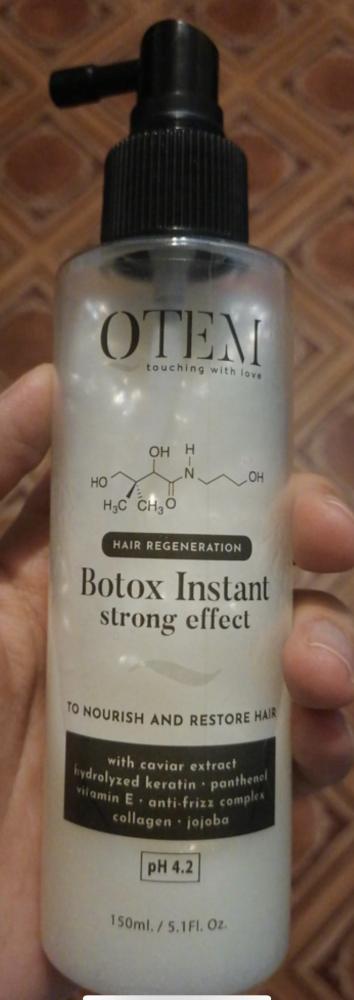 OTEM
touching with love
OH H
HO N OH
H₃C CH₃ O
HAIR REGENERATION
Botox Instant
strong effect
TO NOURISH AND RESTORE HAIR
with caviar extract
hydrolyzed keratin · panthenol
vitamin E · anti-frizz complex
collagen · jojoba
pH 4.2
150ml. / 5.1Fl. Oz.